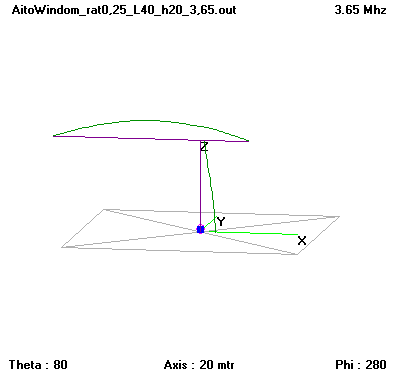 AitoWindom_rat0,25_L40_h20_3,65.out 3.65 Mhz
Z
Y
X
Theta : 80 Axis : 20 mtr Phi : 280